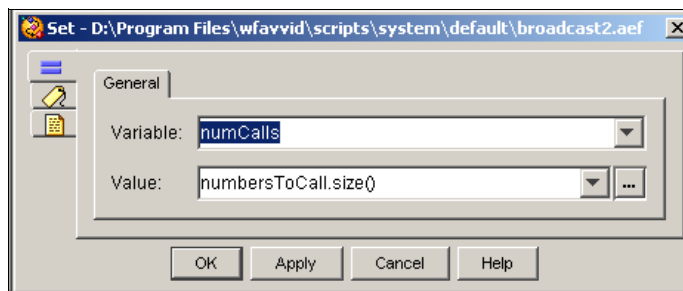 Set - D:\Program Files\wfavvid\scripts\system\default\broadcast2.aef
General
Variable: numCalls
Value: numbersToCall.size() ...
OK Apply Cancel Help